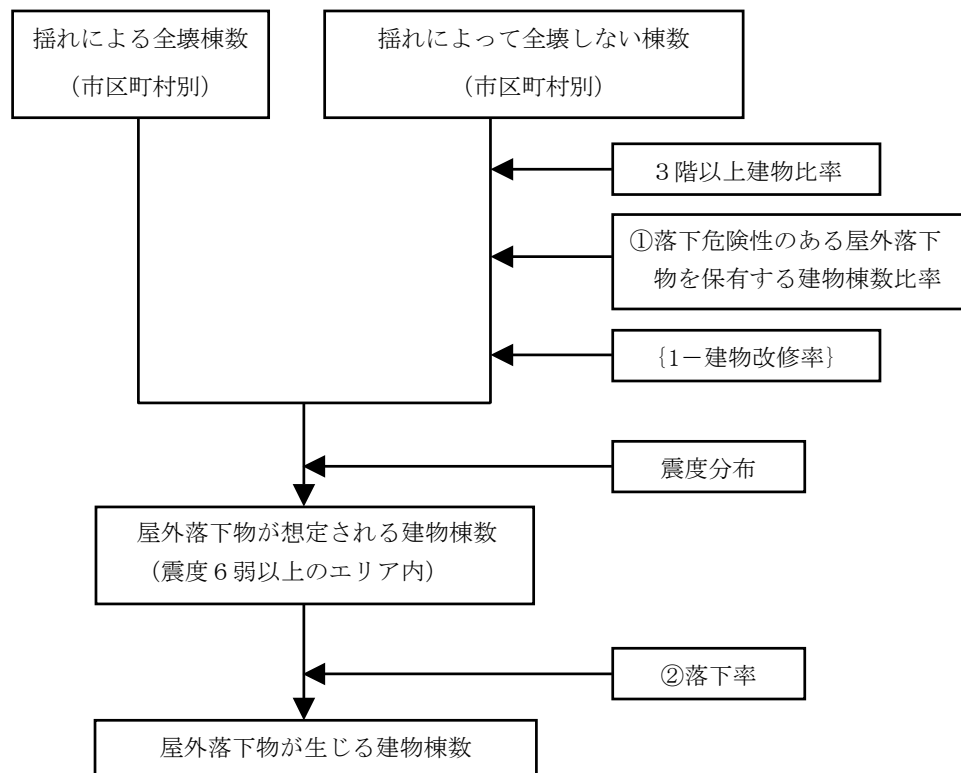 揺れによる全壊棟数
（市区町村別）
揺れによって全壊しない棟数
（市区町村別）
３階以上建物比率
①落下危険性のある屋外落下
物を保有する建物棟数比率
{1－建物改修率}
震度分布
屋外落下物が想定される建物棟数
（震度６弱以上のエリア内）
②落下率
屋外落下物が生じる建物棟数